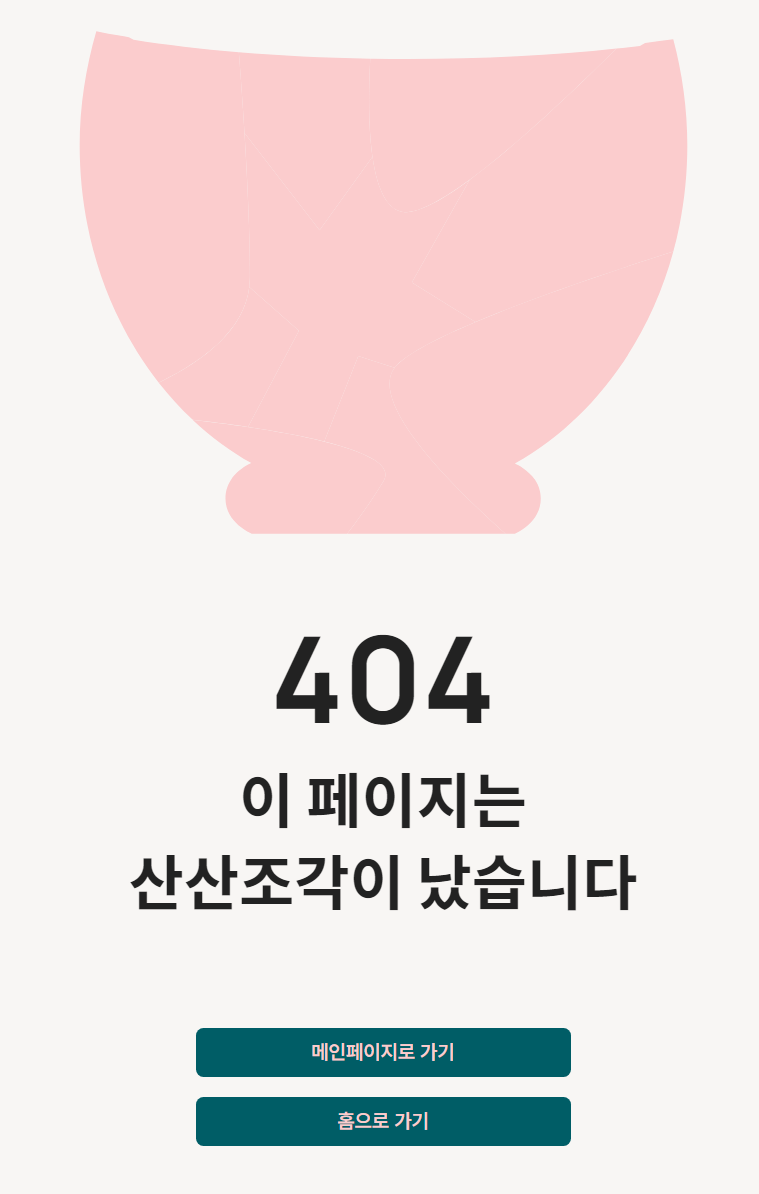 404
이 페이지는
산산조각이 났습니다
메인페이지로 가기
홈으로 가기